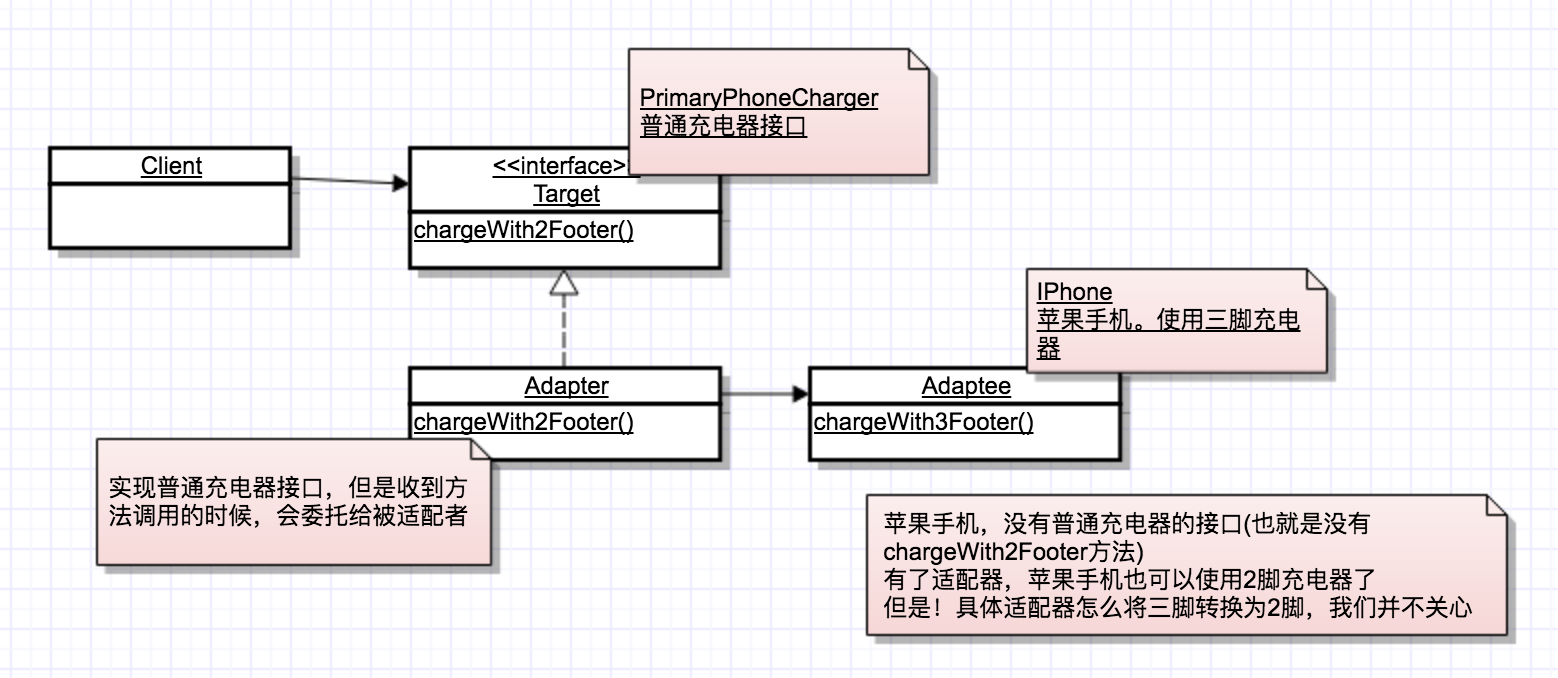 PrimaryPhoneCharger
普通充电器接口
Client
<<interface>
Target
chargeWith2Footer()
IPhone
苹果手机。使用三脚充电
器
Adapter
chargeWith2Footer()
Adaptee
chargeWith3Footer()
实现普通充电器接口，但是收到方
法调用的时候，会委托给被适配者
苹果手机，没有普通充电器的接口(也就是没有
chargeWith2Footer方法)
有了适配器，苹果手机也可以使用2脚充电器了
但是！具体适配器怎么将三脚转换为2脚，我们并不关心